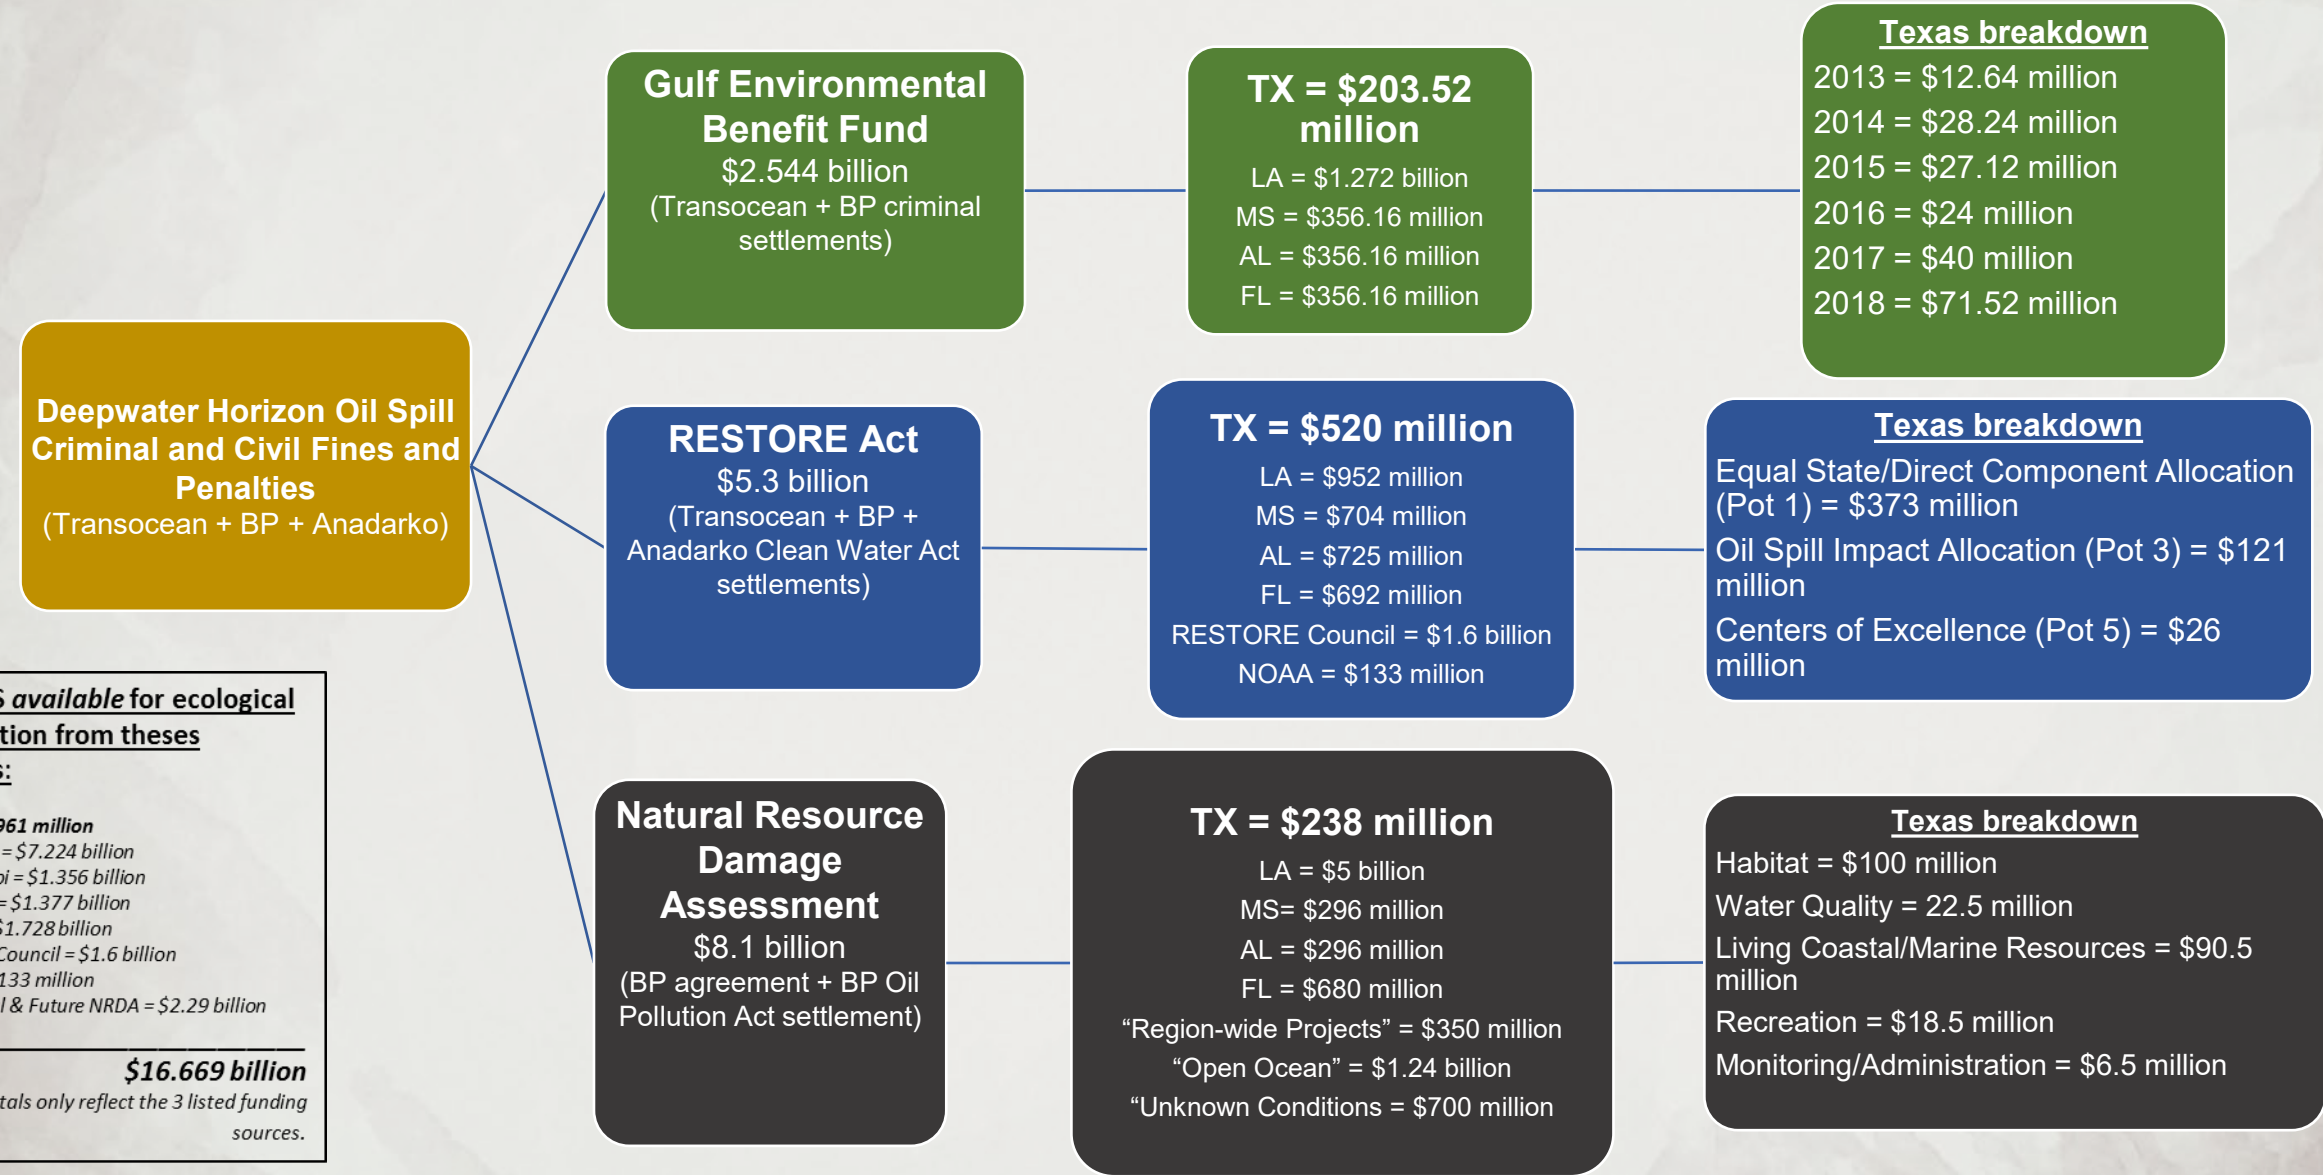 Deepwater Horizon Oil Spill
Criminal and Civil Fines and
Penalties
(Transocean + BP + Anadarko)
Gulf Environmental
Benefit Fund
$2.544 billion
(Transocean + BP criminal
settlements)
TX = $203.52
million
LA = $1.272 billion
MS = $356.16 million
AL = $356.16 million
FL = $356.16 million
Texas breakdown
2013 = $12.64 million
2014 = $28.24 million
2015 = $27.12 million
2016 = $24 million
2017 = $40 million
2018 = $71.52 million
RESTORE Act
$5.3 billion
(Transocean + BP +
Anadarko Clean Water Act
settlements)
TX = $520 million
LA = $952 million
MS = $704 million
AL = $725 million
FL = $692 million
RESTORE Council = $1.6 billion
NOAA = $133 million
Texas breakdown
Equal State/Direct Component Allocation
(Pot 1) = $373 million
Oil Spill Impact Allocation (Pot 3) = $121
million
Centers of Excellence (Pot 5) = $26
million
Natural Resource
Damage
Assessment
$8.1 billion
(BP agreement + BP Oil
Pollution Act settlement)
TX = $238 million
LA = $5 billion
MS= $296 million
AL = $296 million
FL = $680 million
“Region-wide Projects” = $350 million
“Open Ocean” = $1.24 billion
“Unknown Conditions = $700 million
Texas breakdown
Habitat = $100 million
Water Quality = 22.5 million
Living Coastal/Marine Resources = $90.5
million
Recreation = $18.5 million
Monitoring/Administration = $6.5 million
available for ecological
tion from theses
s:
961 million
= $7.224 billion
pi = $1.356 billion
= $1.377 billion
$1.728 billion
Council = $1.6 billion
133 million
l & Future NRDA = $2.29 billion
$16.669 billion
tals only reflect the 3 listed funding
sources.